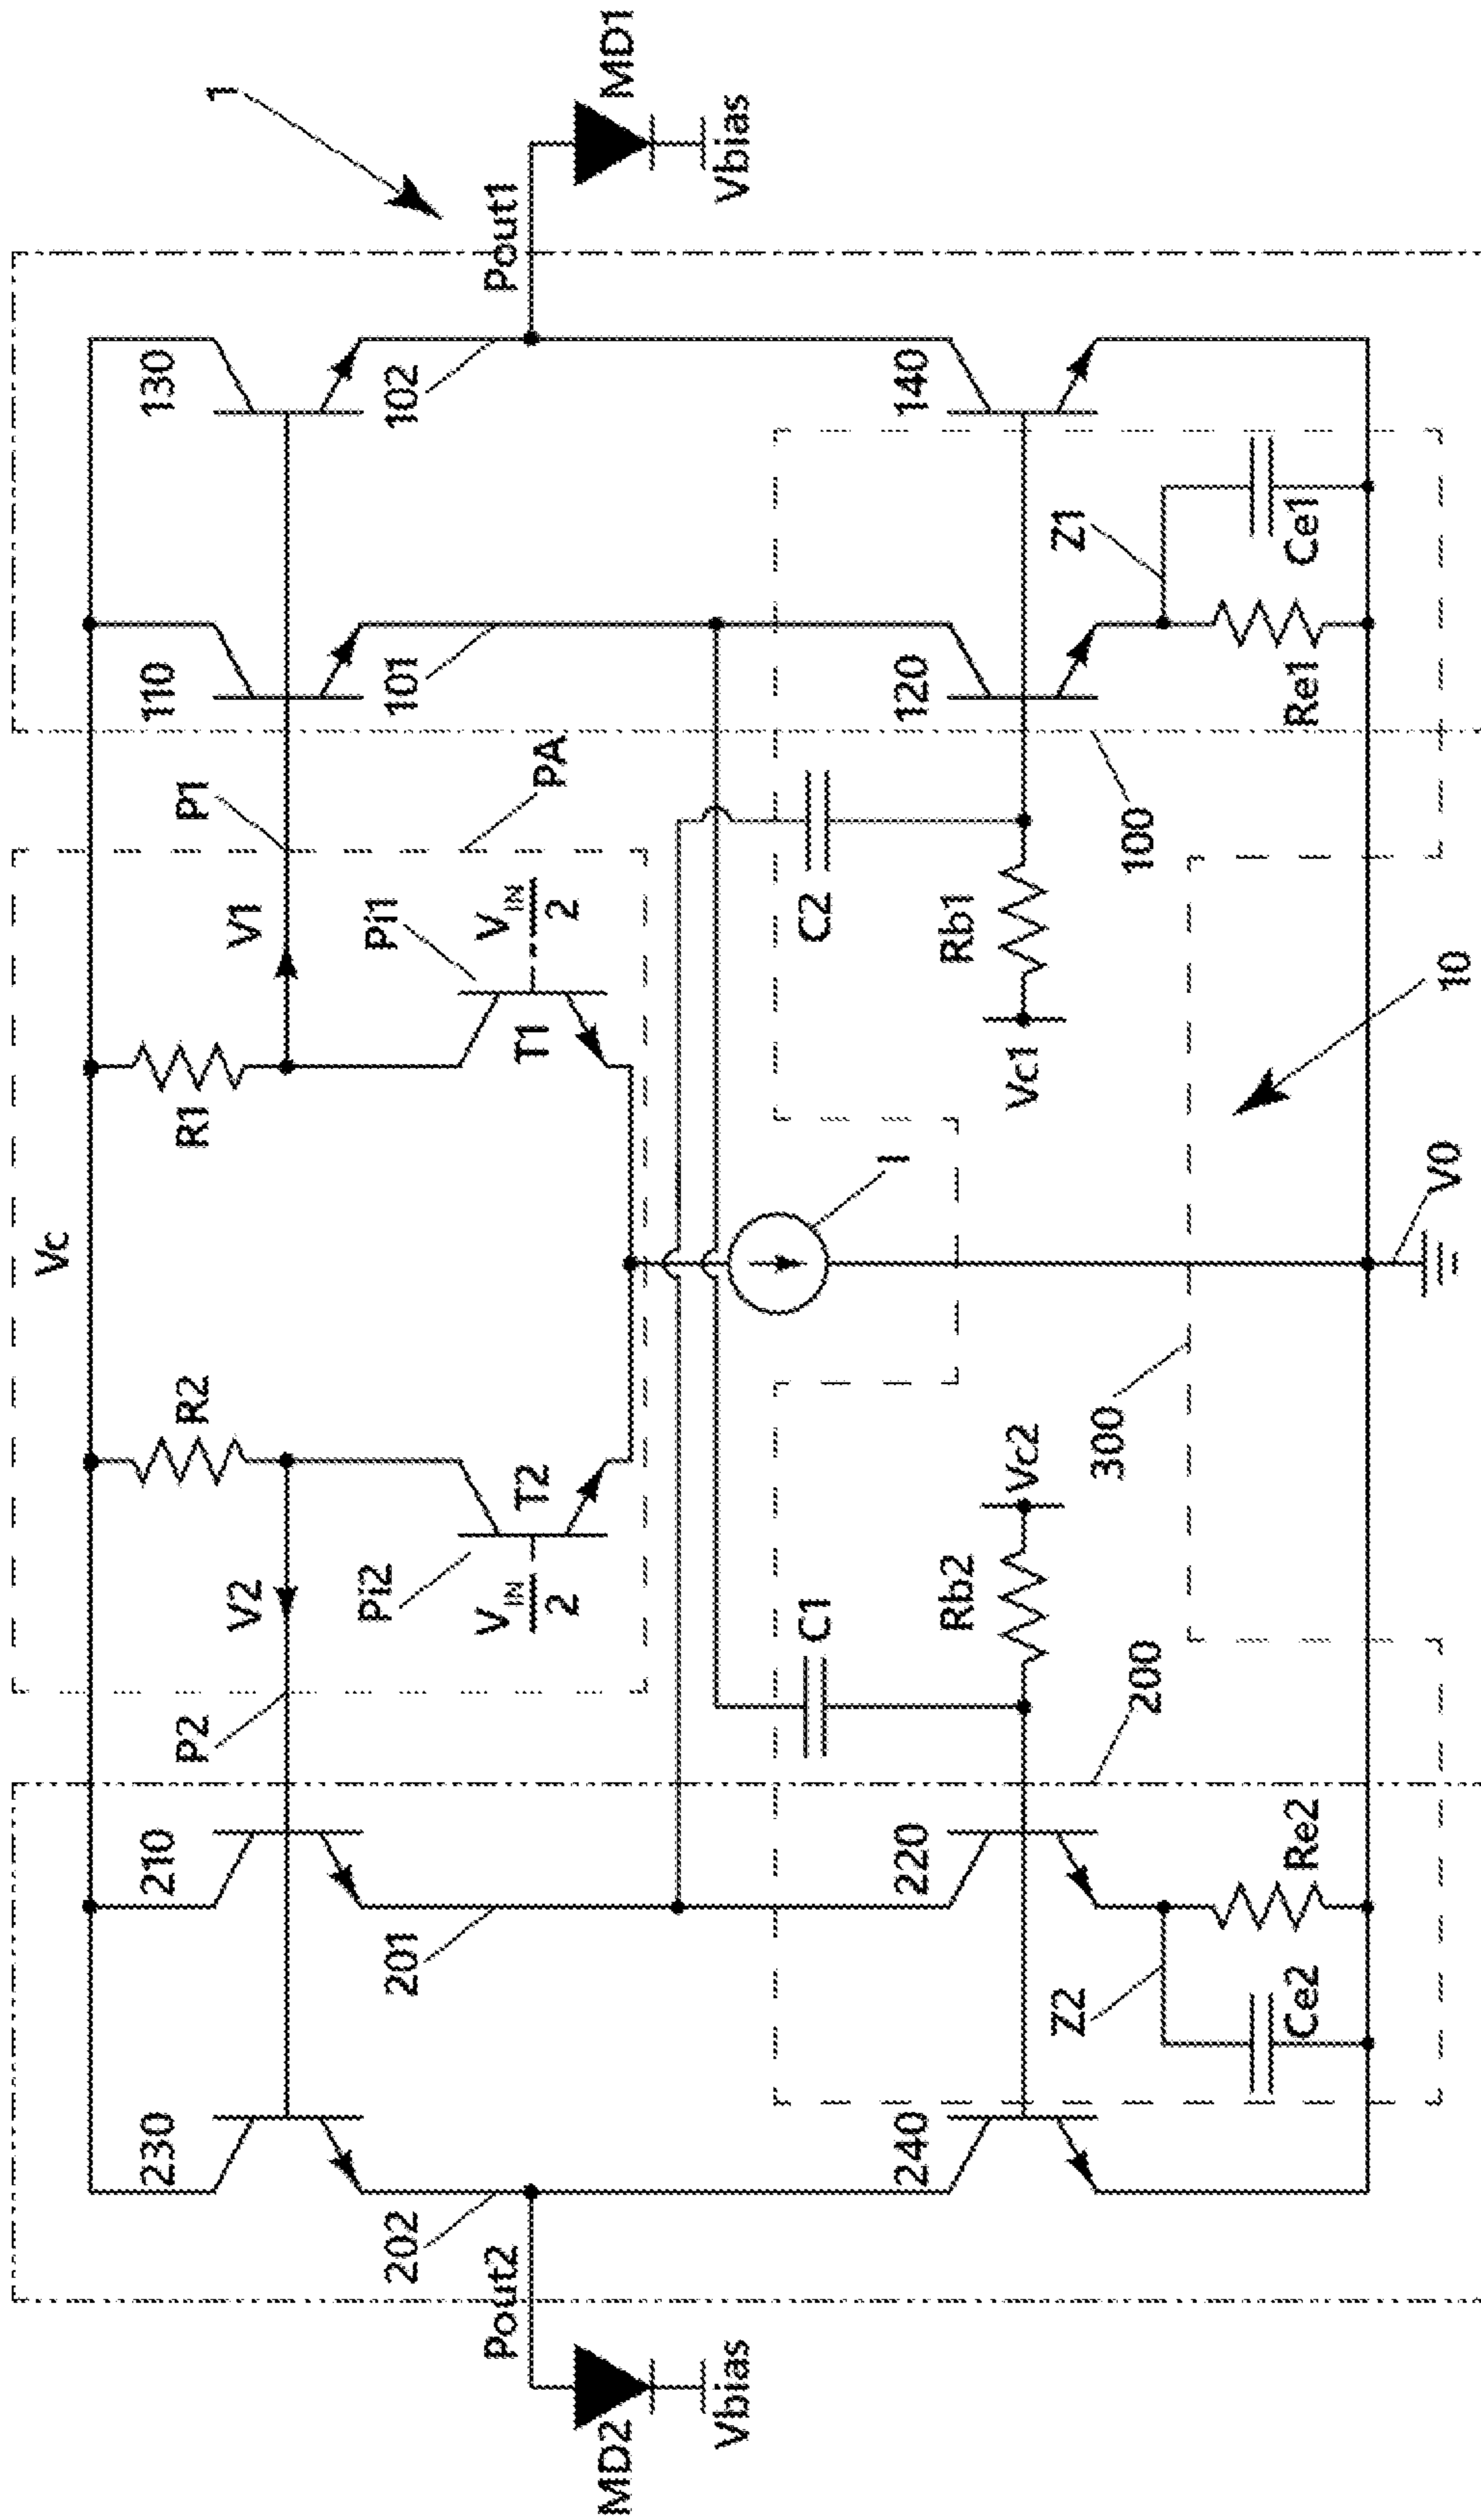 1
Vc
230
210
V2
R2
R1
V1
P1
110
130
P2
Pi2
Pi1
PA
202
201
101
102
Pout2
V_IN/2
T2
T1
V_IN/2
Pout1
MD2
Vbias
MD1
Vbias
I
C1
C2
240
220
Rb2
Vc2
Vc1
Rb1
120
140
Z2
Z1
200
300
100
Ce2
Re2
Re1
Ce1
10
V0